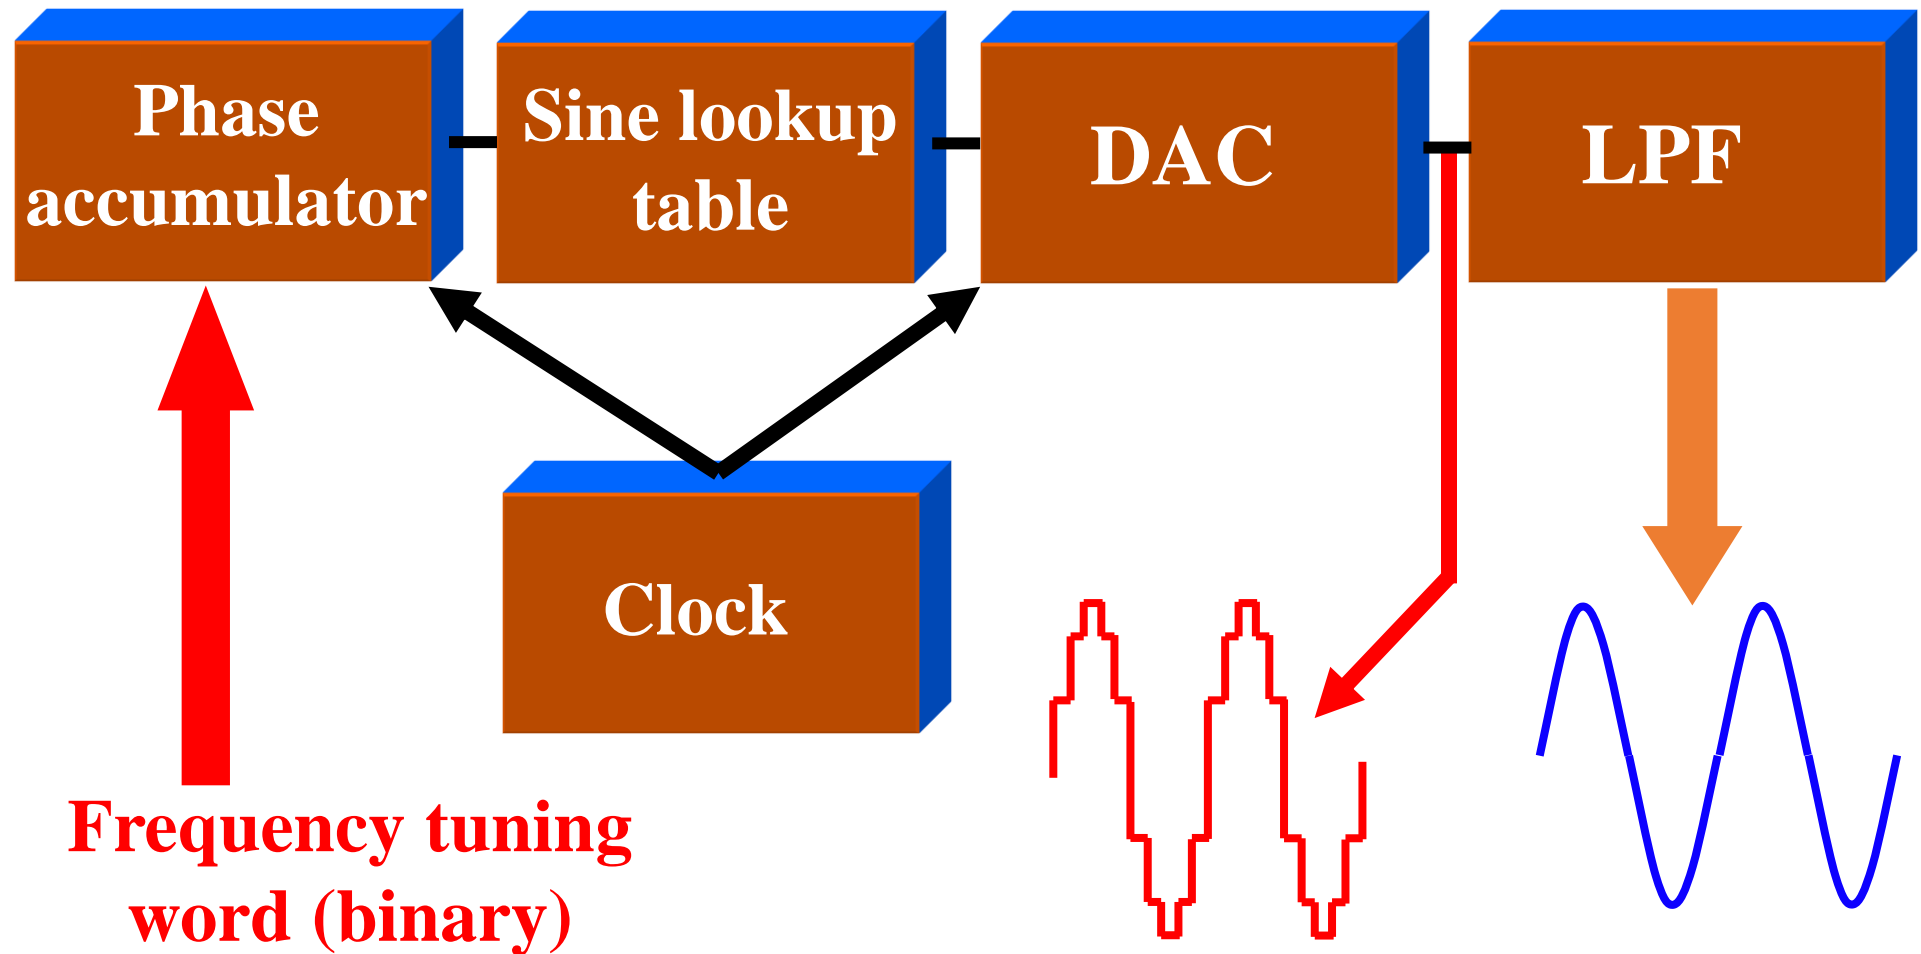 Phase
accumulator
Sine lookup
table
DAC
LPF
Clock
Frequency tuning
word (binary)